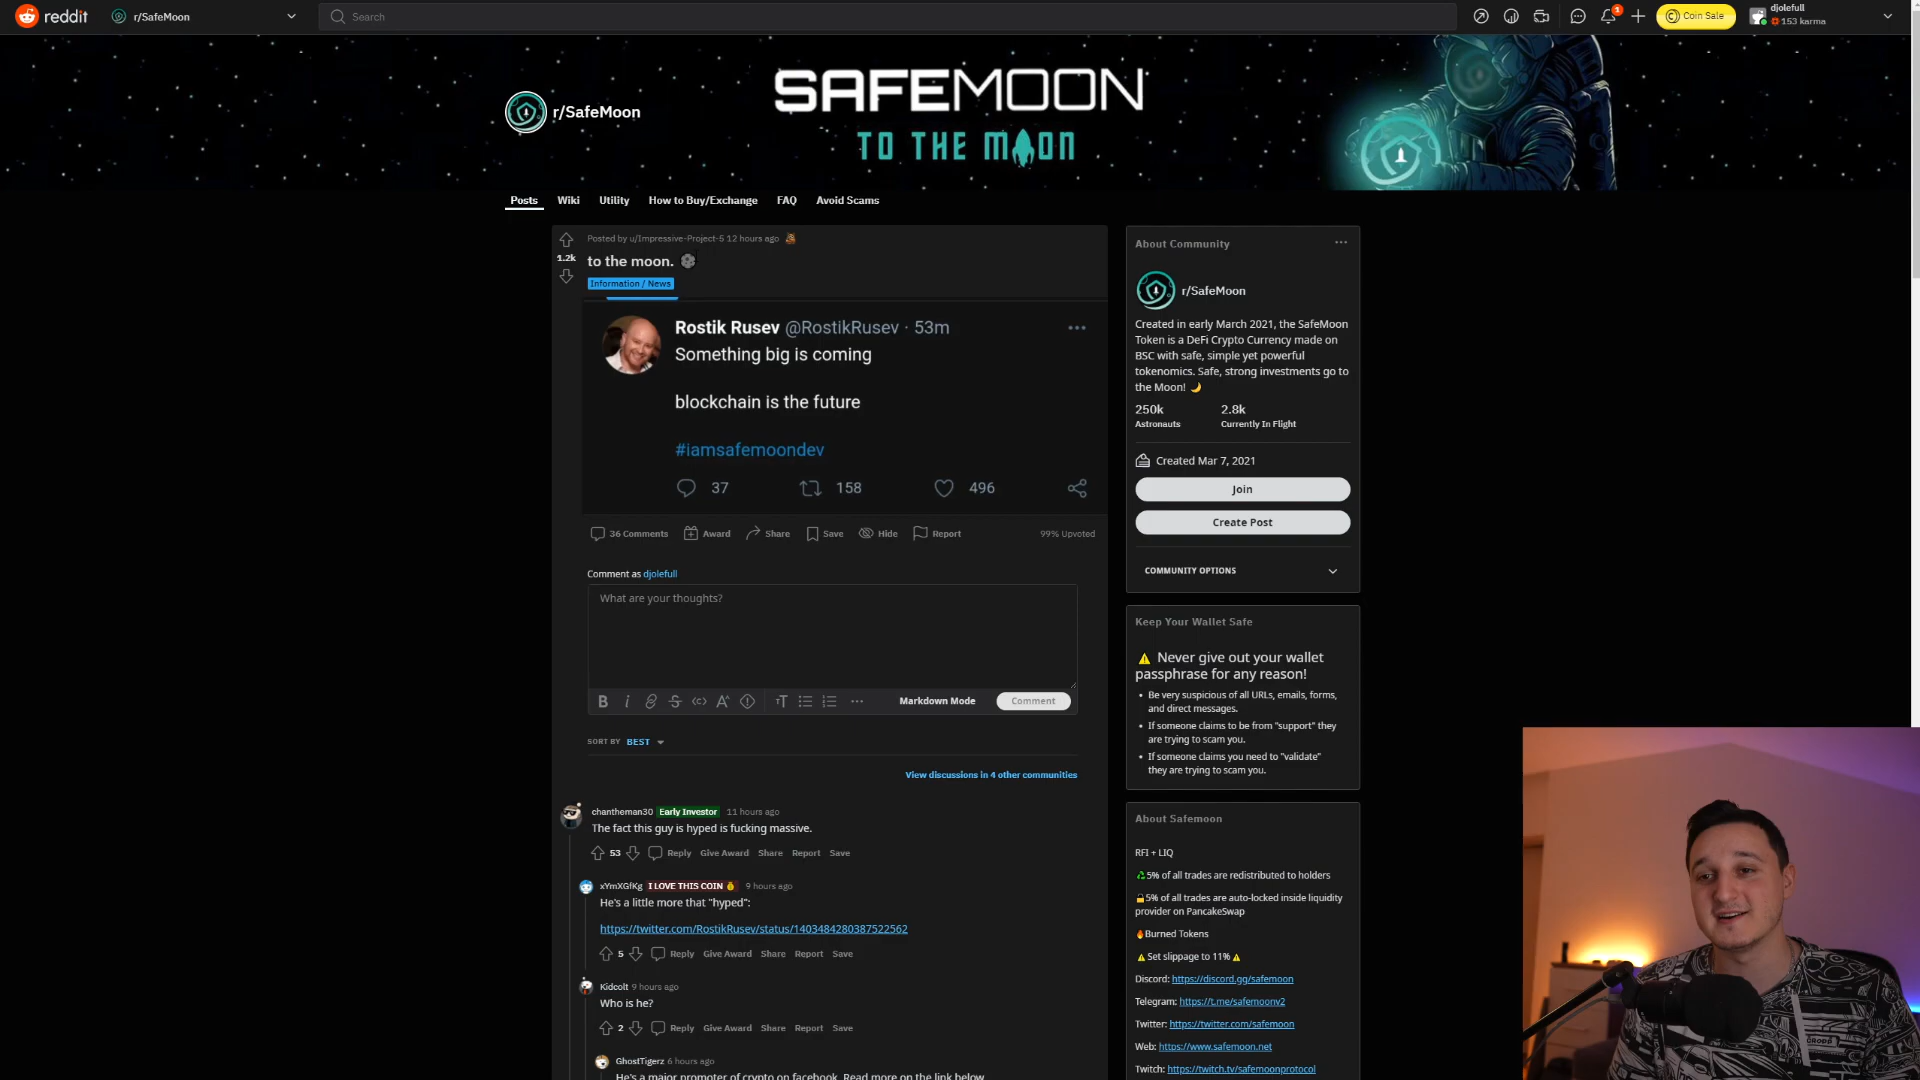 reddit
r/SafeMoon
Search
1
Coin Sale
djolefull
153 karma
SAFEMOON
TO THE MOON
r/SafeMoon
Posts
Wiki
Utility
How to Buy/Exchange
FAQ
Avoid Scams
1.2k
Posted by u/Impressive-Project-5 12 hours ago
to the moon.
Information / News
Rostik Rusev @RostikRusev · 53m
Something big is coming
blockchain is the future
#iamsafemoondev
37
158
496
36 Comments
Award
Share
Save
Hide
Report
99% Upvoted
Comment as djolefull
What are your thoughts?
Markdown Mode
Comment
SORT BY BEST
View discussions in 4 other communities
chantheman30 Early Investor 11 hours ago
The fact this guy is hyped is fucking massive.
53 Reply Give Award Share Report Save
xYmXGfKg I LOVE THIS COIN 9 hours ago
He's a little more that "hyped":
https://twitter.com/RostikRusev/status/1403484280387522562
5 Reply Give Award Share Report Save
Kidcolt 9 hours ago
Who is he?
2 Reply Give Award Share Report Save
GhostTigerz 6 hours ago
He's a major promoter of crypto on facebook. Read more on the link below
About Community
r/SafeMoon
Created in early March 2021, the SafeMoon
Token is a DeFi Crypto Currency made on
BSC with safe, simple yet powerful
tokenomics. Safe, strong investments go to
the Moon! 🌙
250k
Astronauts
2.8k
Currently In Flight
Created Mar 7, 2021
Join
Create Post
COMMUNITY OPTIONS
Keep Your Wallet Safe
⚠️ Never give out your wallet
passphrase for any reason!
• Be very suspicious of all URLs, emails, forms,
and direct messages.
• If someone claims to be from "support" they
are trying to scam you.
• If someone claims you need to "validate"
they are trying to scam you.
About Safemoon
RFI + LIQ
♻️5% of all trades are redistributed to holders
🔒5% of all trades are auto-locked inside liquidity
provider on PancakeSwap
🔥Burned Tokens
⚠️Set slippage to 11%⚠️
Discord: https://discord.gg/safemoon
Telegram: https://t.me/safemoonv2
Twitter: https://twitter.com/safemoon
Web: https://www.safemoon.net
Twitch: https://twitch.tv/safemoonprotocol